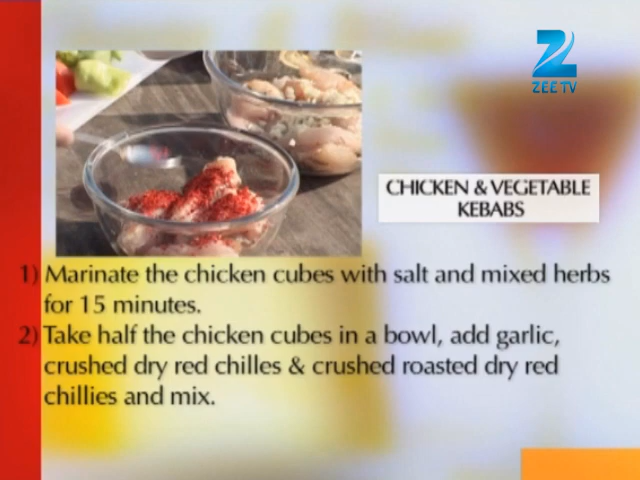 ZEE TV
CHICKEN & VEGETABLE
KEBABS
1) Marinate the chicken cubes with salt and mixed herbs
for 15 minutes.
2) Take half the chicken cubes in a bowl, add garlic,
crushed dry red chilles & crushed roasted dry red
chillies and mix.